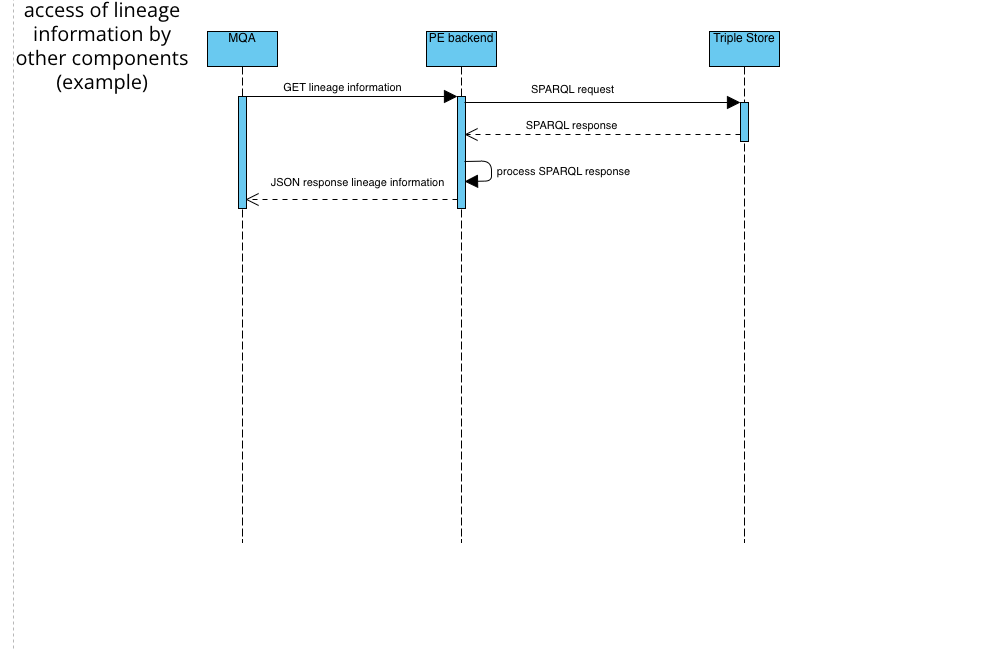 access of lineage
information by
other components
(example)
MQA
PE backend
Triple Store
GET lineage information
SPARQL request
SPARQL response
process SPARQL response
JSON response lineage information